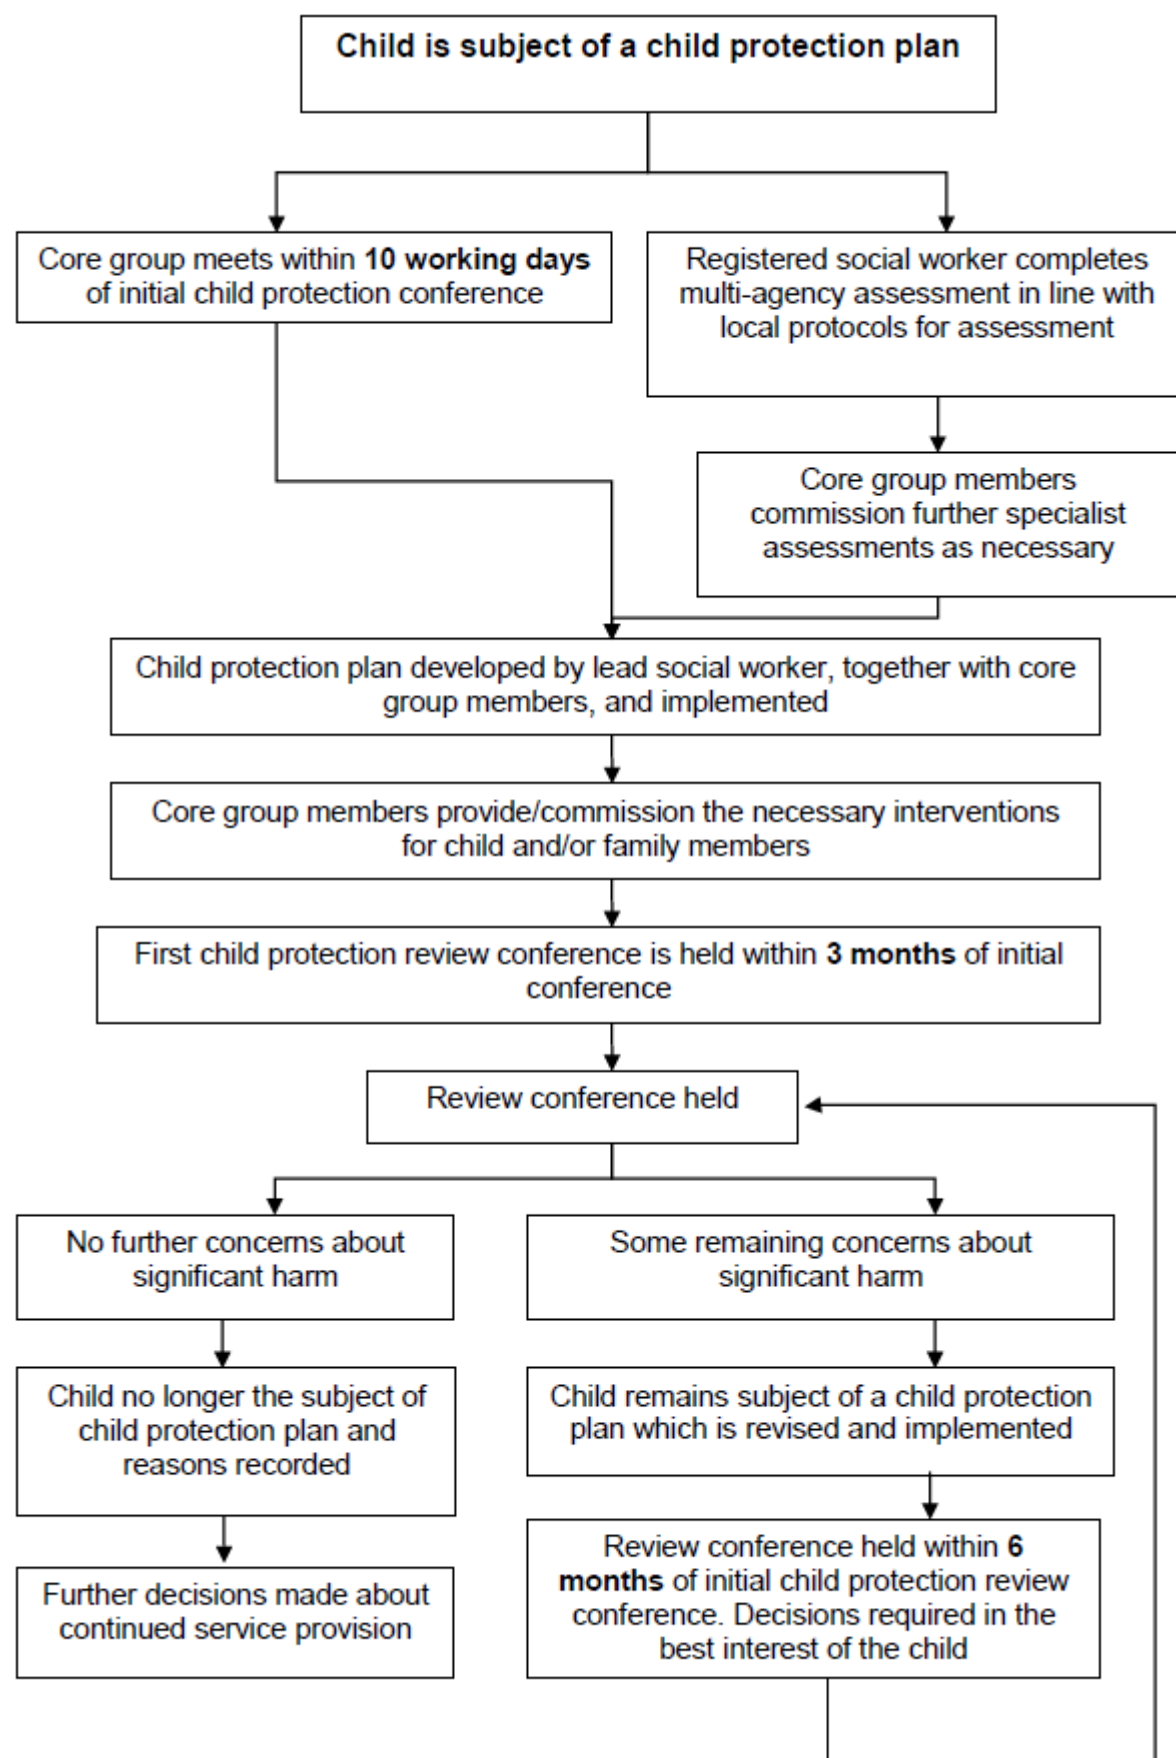 Child is subject of a child protection plan
Core group meets within 10 working days
of initial child protection conference
Registered social worker completes
multi-agency assessment in line with
local protocols for assessment
Core group members
commission further specialist
assessments as necessary
Child protection plan developed by lead social worker, together with core
group members, and implemented
Core group members provide/commission the necessary interventions
for child and/or family members
First child protection review conference is held within 3 months of initial
conference
Review conference held
No further concerns about
significant harm
Some remaining concerns about
significant harm
Child no longer the subject of
child protection plan and
reasons recorded
Child remains subject of a child protection
plan which is revised and implemented
Further decisions made about
continued service provision
Review conference held within 6
months of initial child protection review
conference. Decisions required in the
best interest of the child